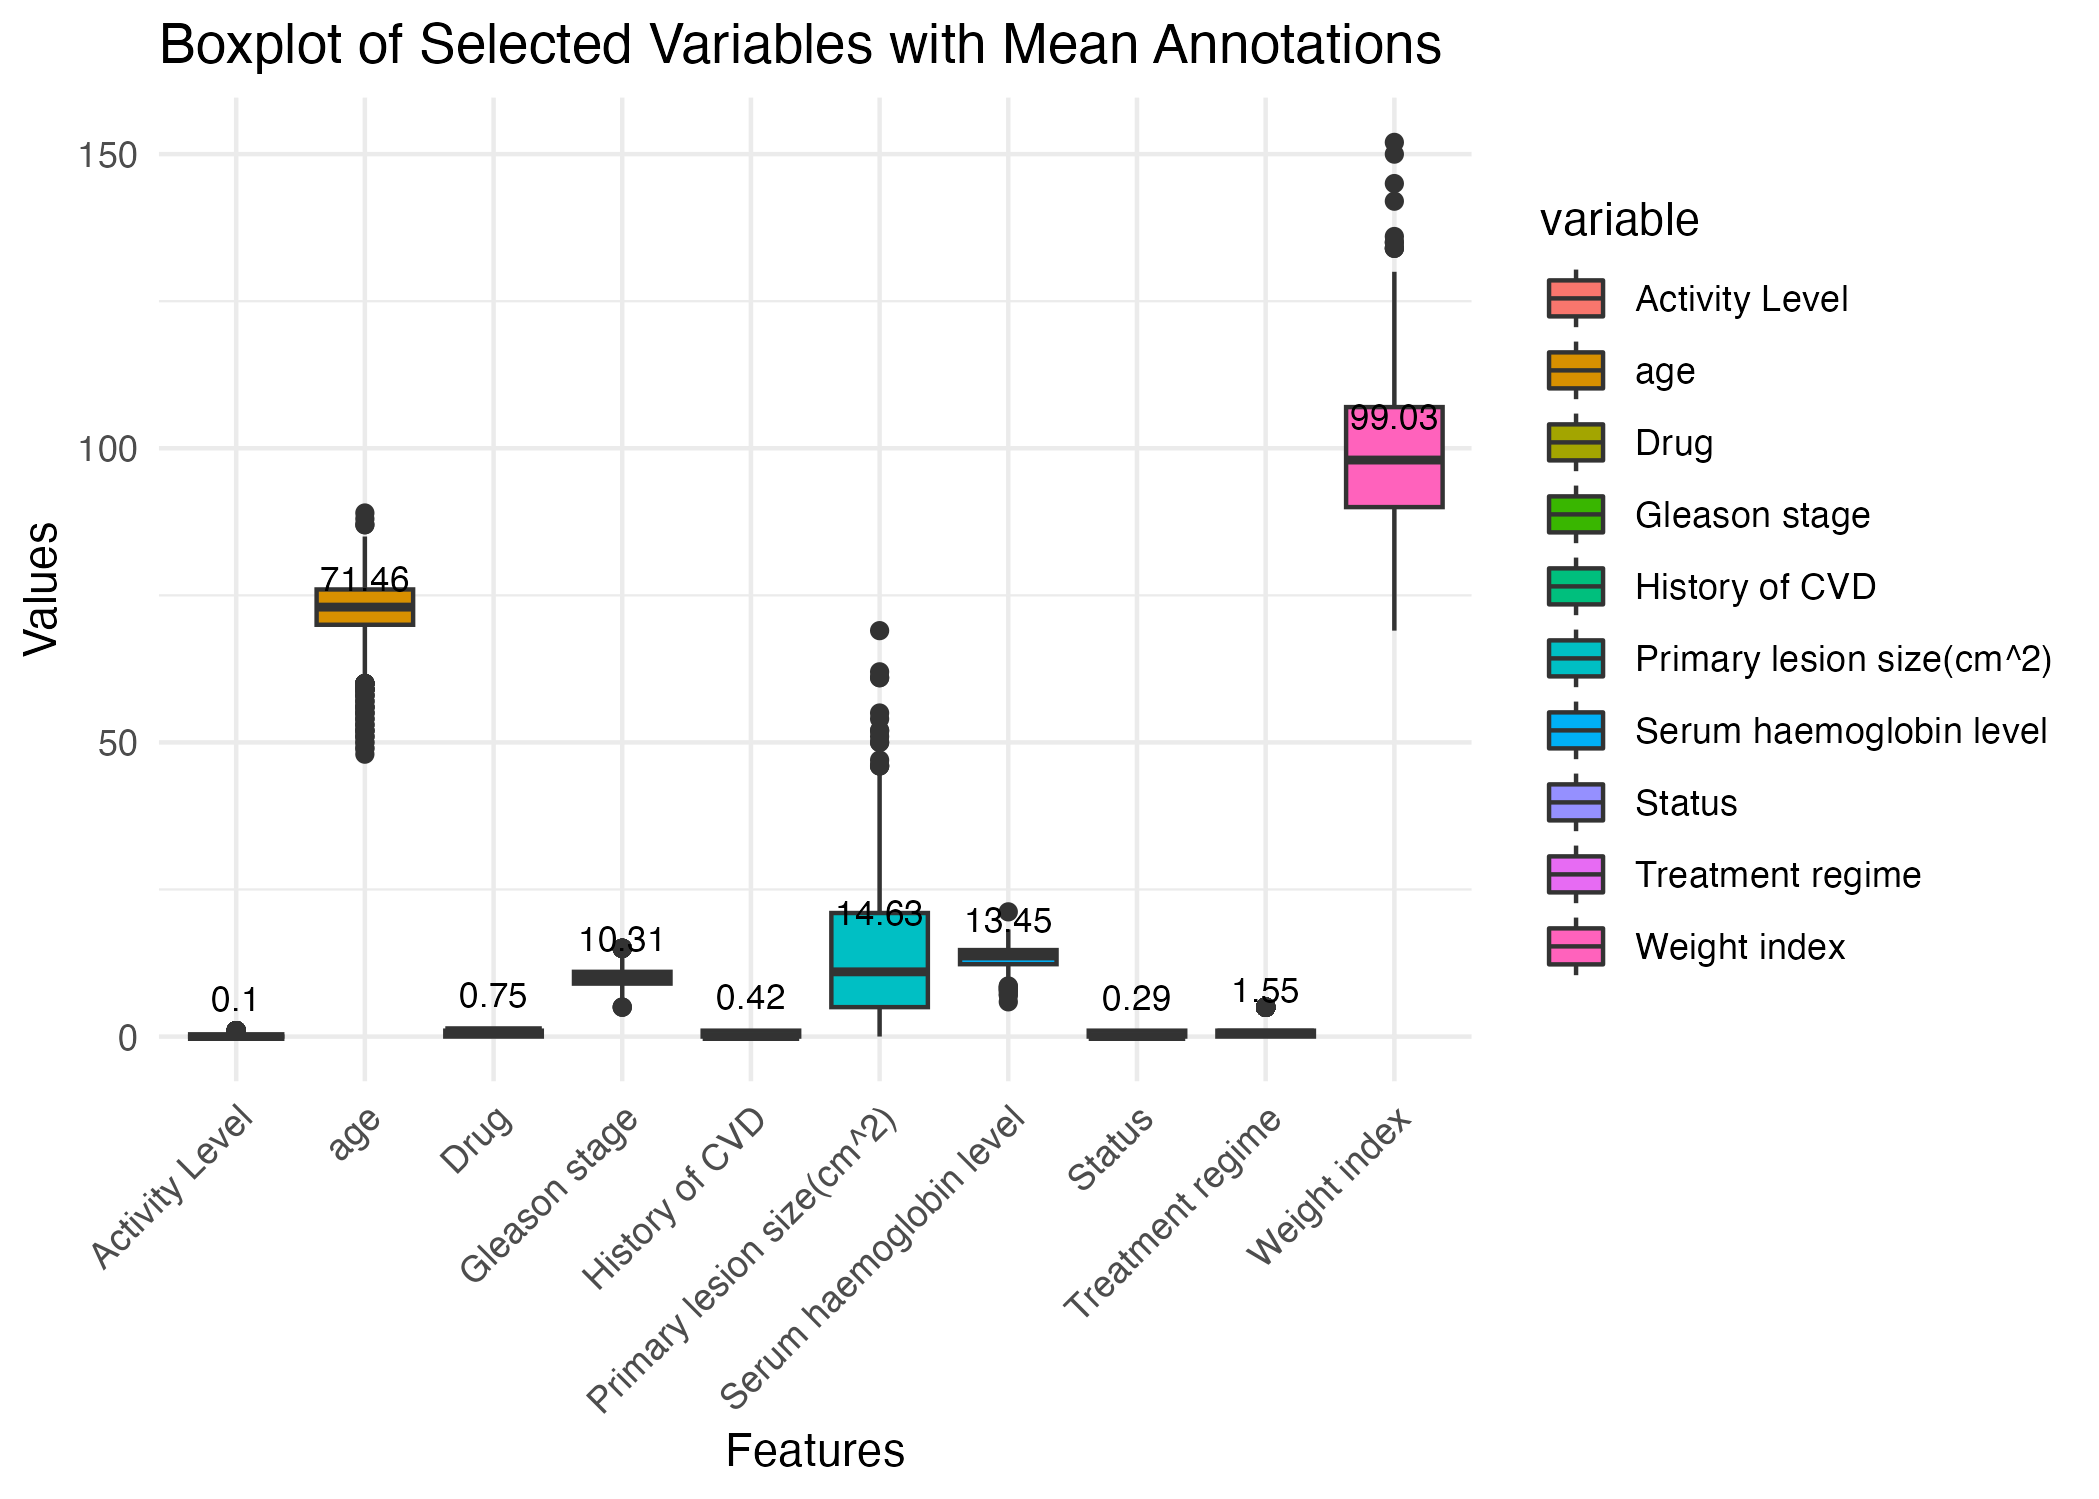 Boxplot of Selected Variables with Mean Annotations
Values
150
100
50
0
0.1
71.46
0.75
10.31
0.42
14.63
13.45
0.29
1.55
99.03
Activity Level
age
Drug
Gleason stage
History of CVD
Primary lesion size(cm^2)
Serum haemoglobin level
Status
Treatment regime
Weight index
Features
variable
Activity Level
age
Drug
Gleason stage
History of CVD
Primary lesion size(cm^2)
Serum haemoglobin level
Status
Treatment regime
Weight index